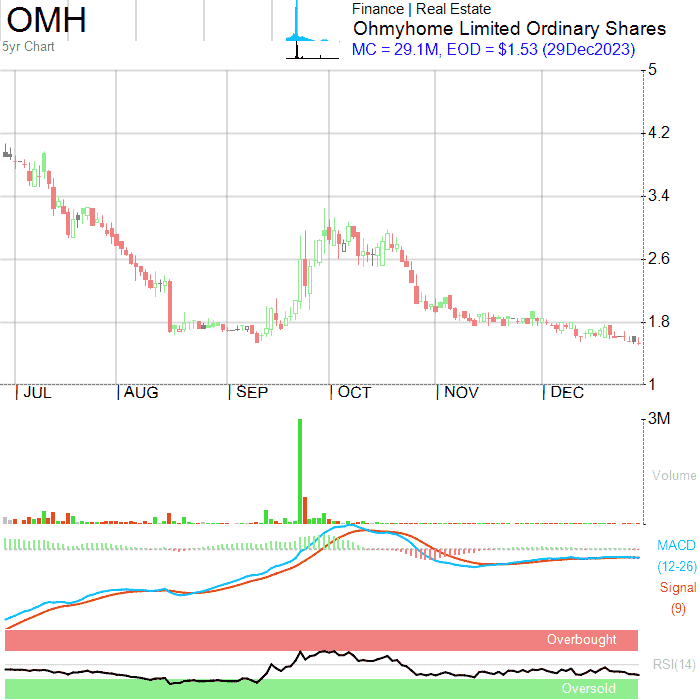 OMH
5yr Chart
Finance | Real Estate
Ohmyhome Limited Ordinary Shares
MC = 29.1M, EOD = $1.53 (29Dec2023)
5
4.2
3.4
2.6
1.8
1
JUL AUG SEP OCT NOV DEC
3M
Volume
MACD
(12-26)
Signal
(9)
Overbought
RSI(14)
Oversold